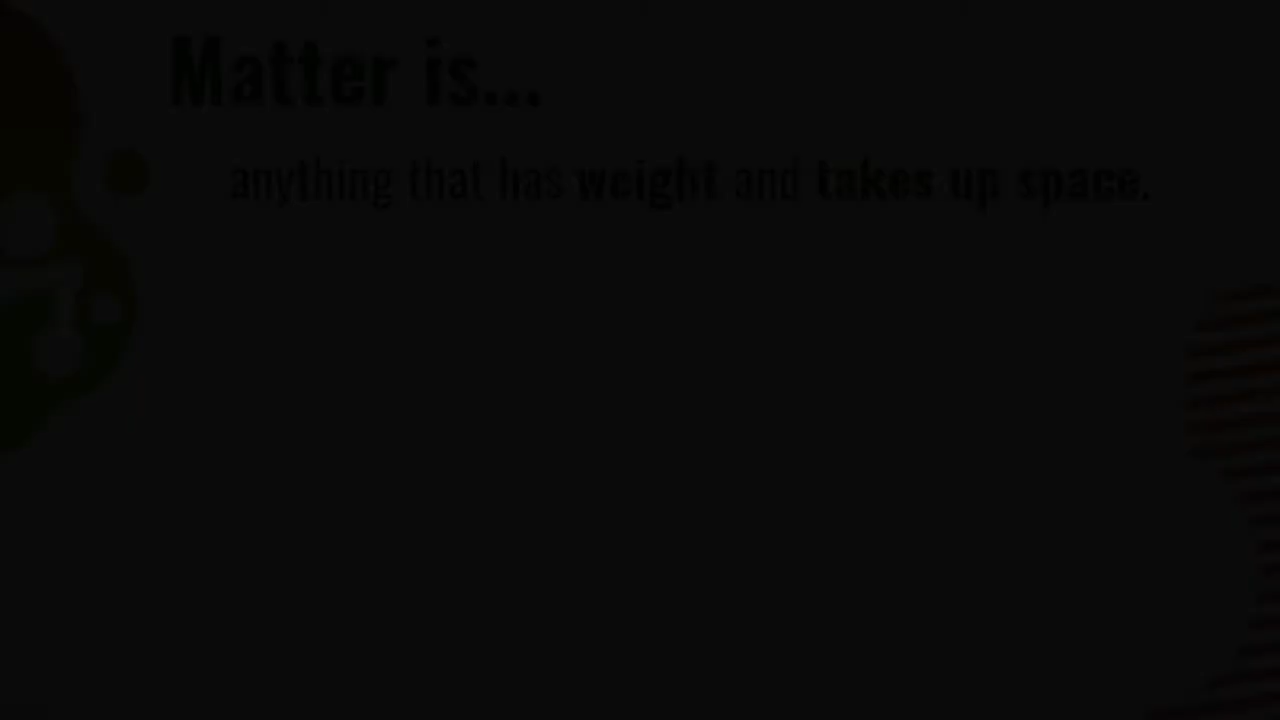 Matter is...
anything that has weight and takes up space.